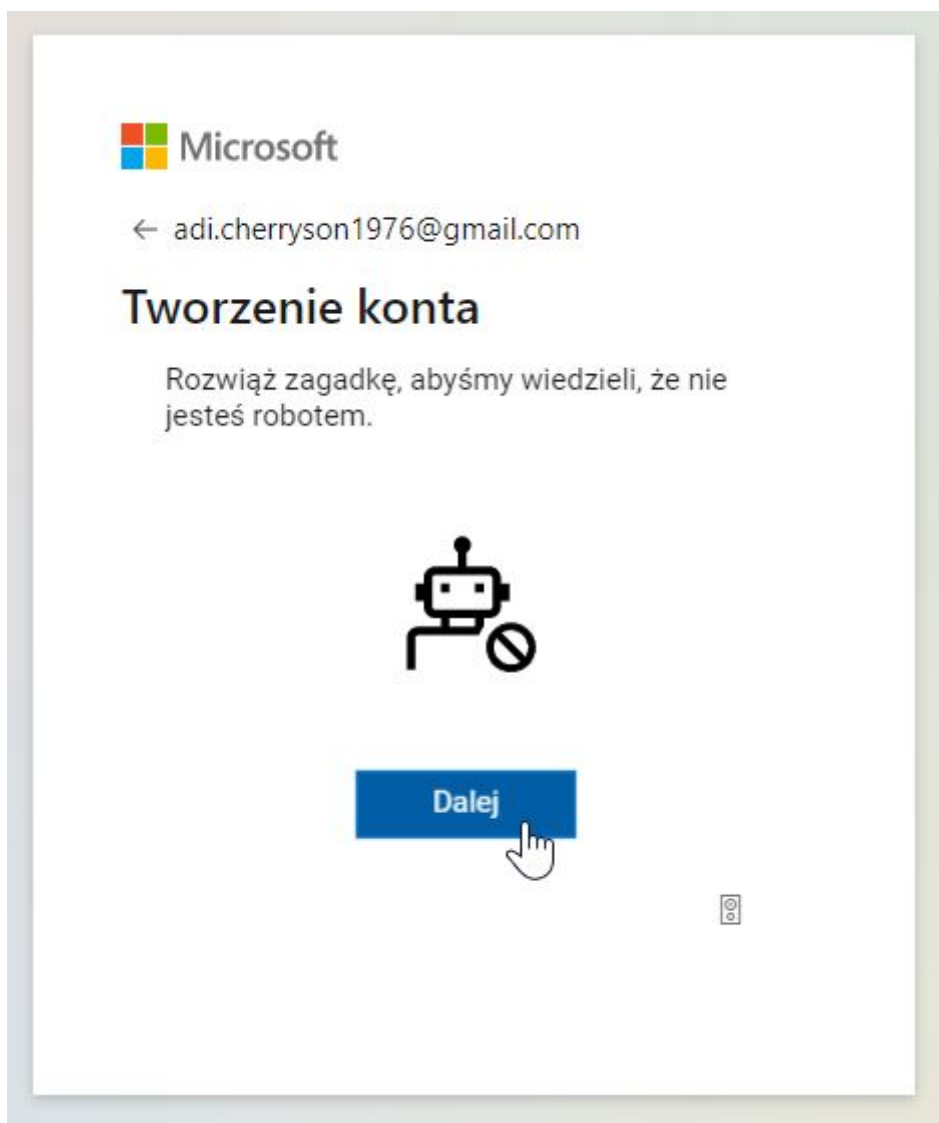 Microsoft
← adi.cherryson1976@gmail.com
Tworzenie konta
Rozwiąż zagadkę, abyśmy wiedzieli, że nie
jesteś robotem.
Dalej